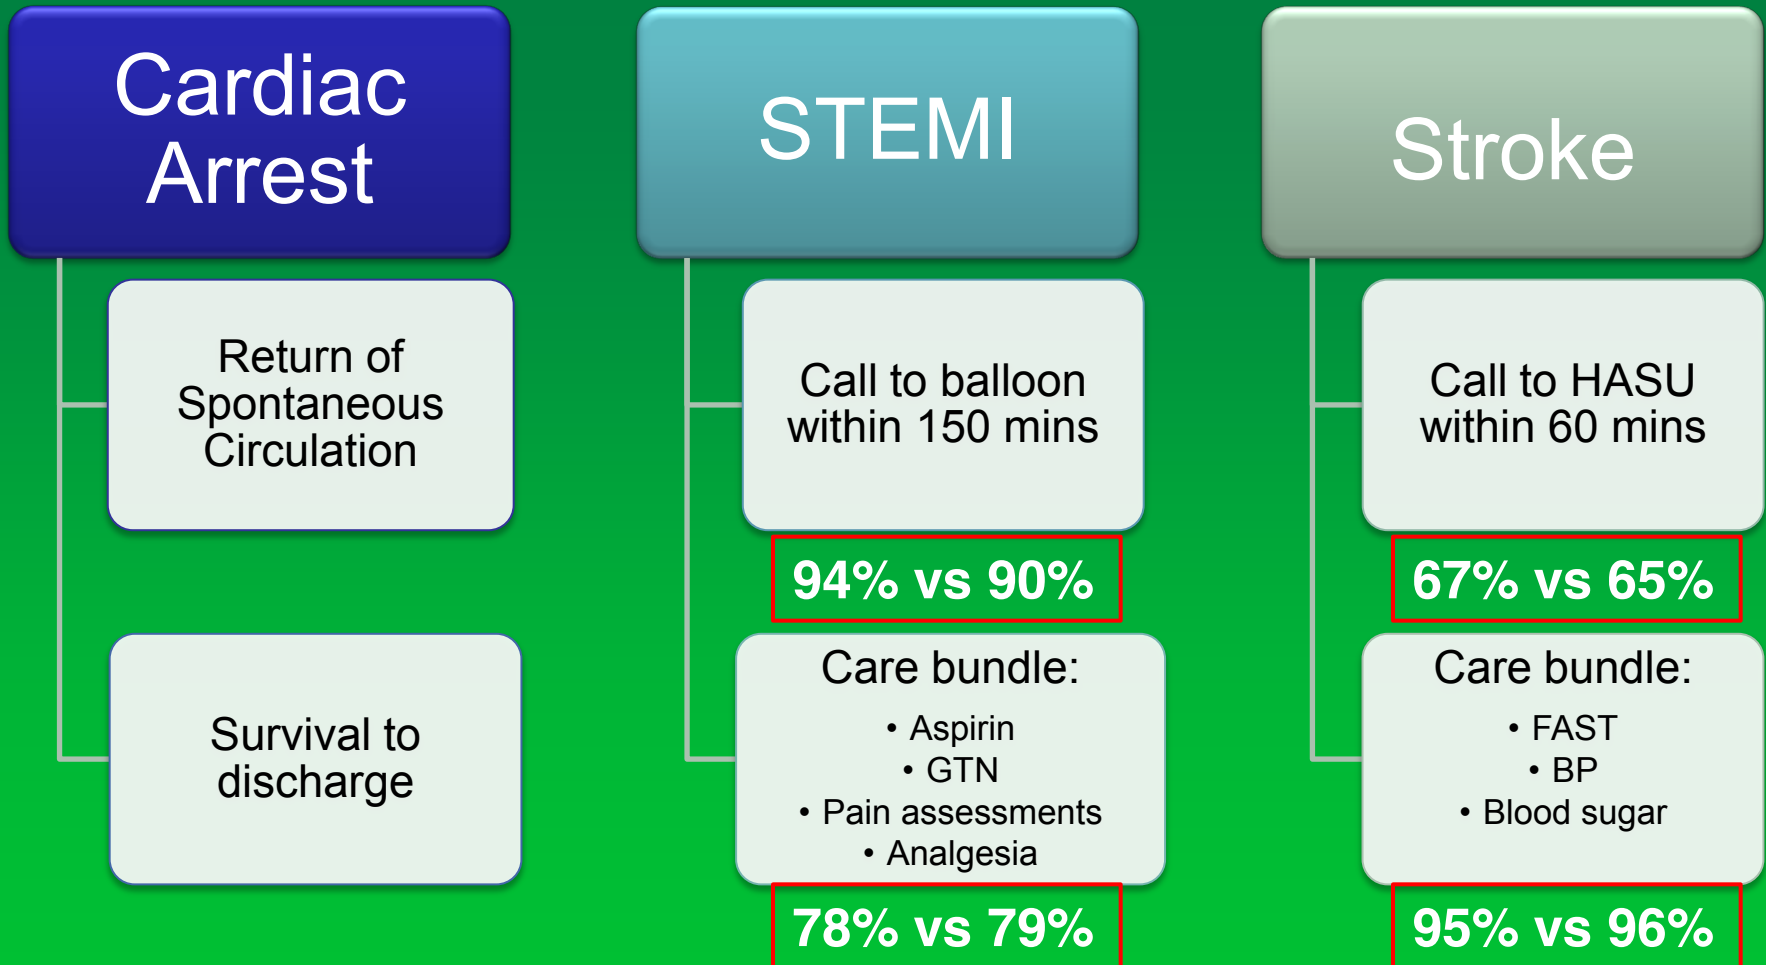 Cardiac
Arrest
Return of
Spontaneous
Circulation
Survival to
discharge
STEMI
Call to balloon
within 150 mins
94% vs 90%
Care bundle:
• Aspirin
• GTN
• Pain assessments
• Analgesia
78% vs 79%
Stroke
Call to HASU
within 60 mins
67% vs 65%
Care bundle:
• FAST
• BP
• Blood sugar
95% vs 96%